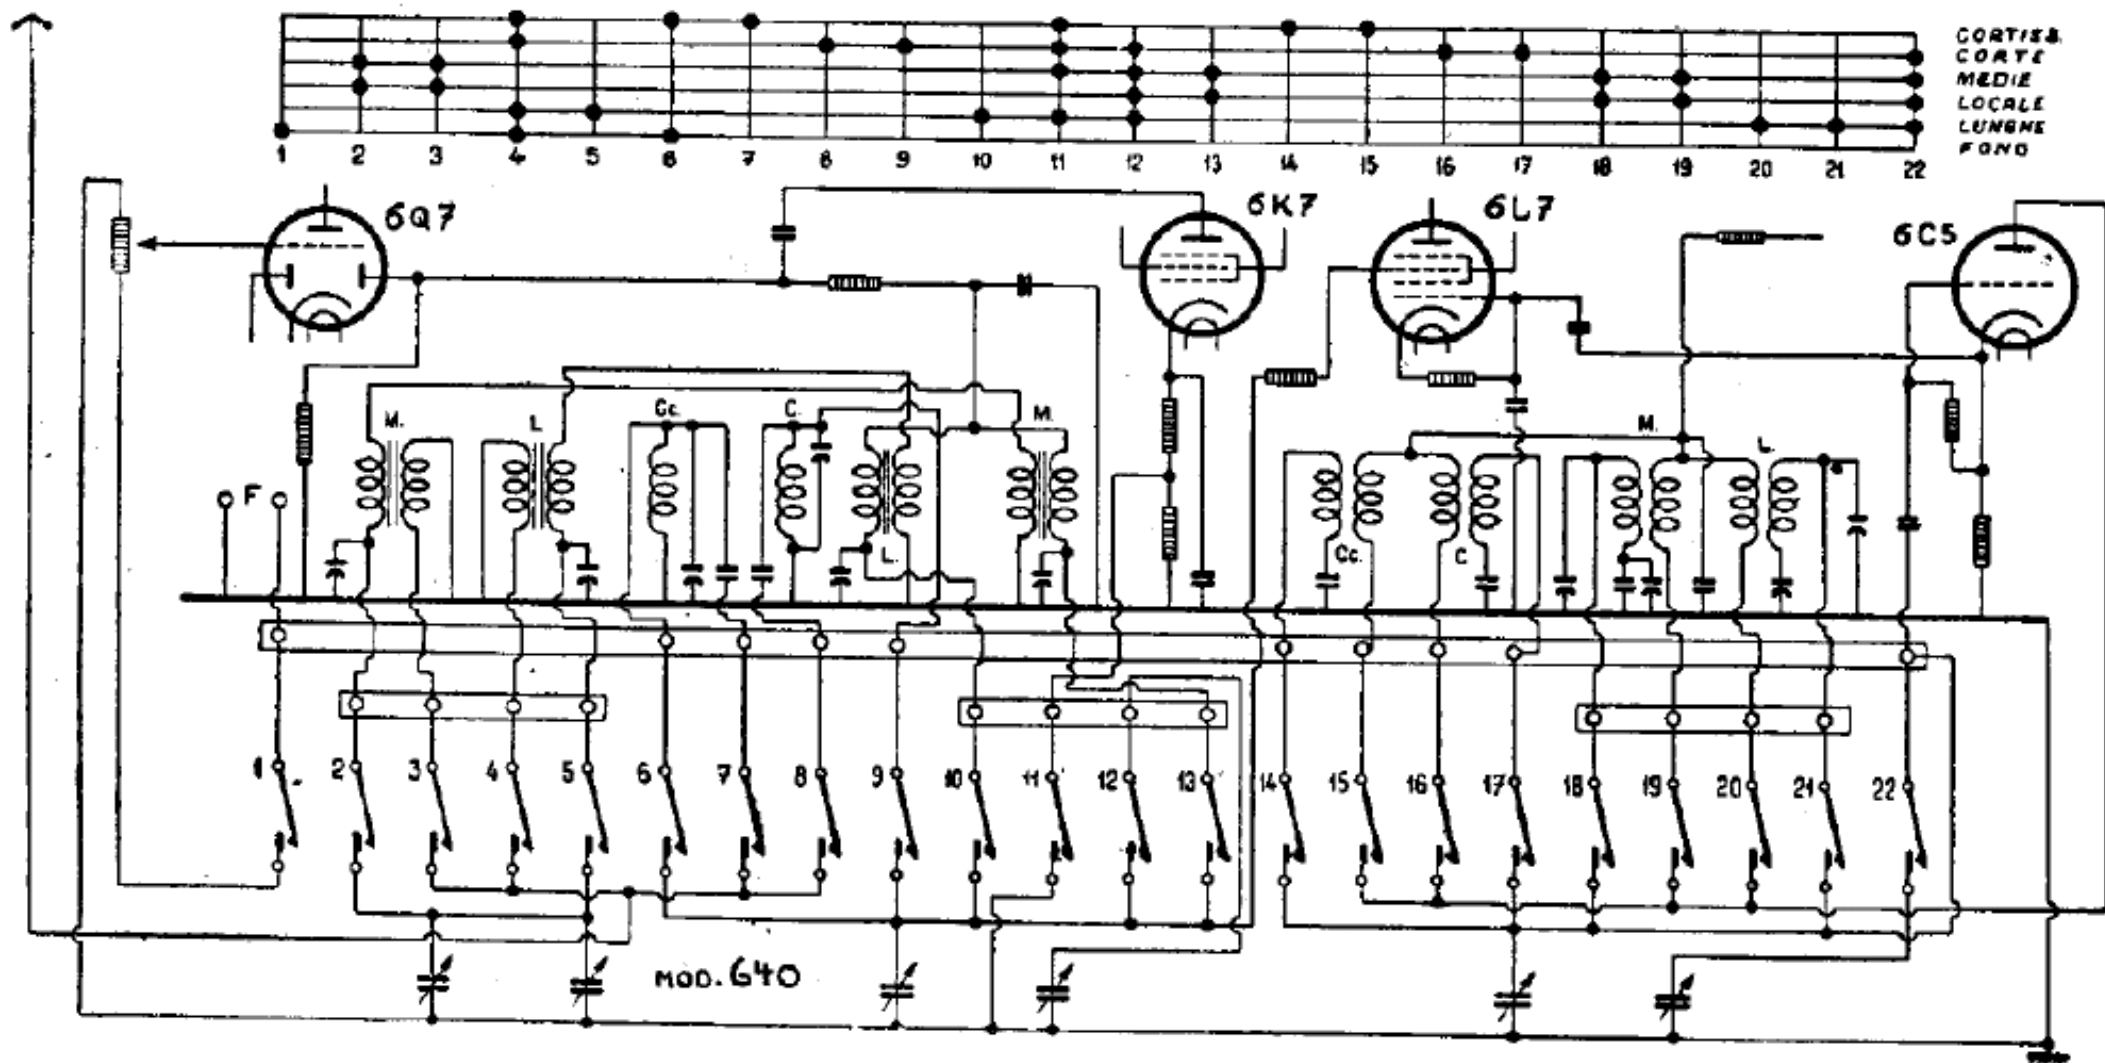 CORTISS.
CORTE
MEDIE
LOCALE
LUNGHE
FONO
1 2 3 4 5 6 7 8 9 10 11 12 13 14 15 16 17 18 19 20 21 22
6Q7 6K7 6L7 6C5
M. L. Cc. C. M. M. L.
F
L. Cc. C
1 2 3 4 5 6 7 8 9 10 11 12 13 14 15 16 17 18 19 20 21 22
MOD. 640